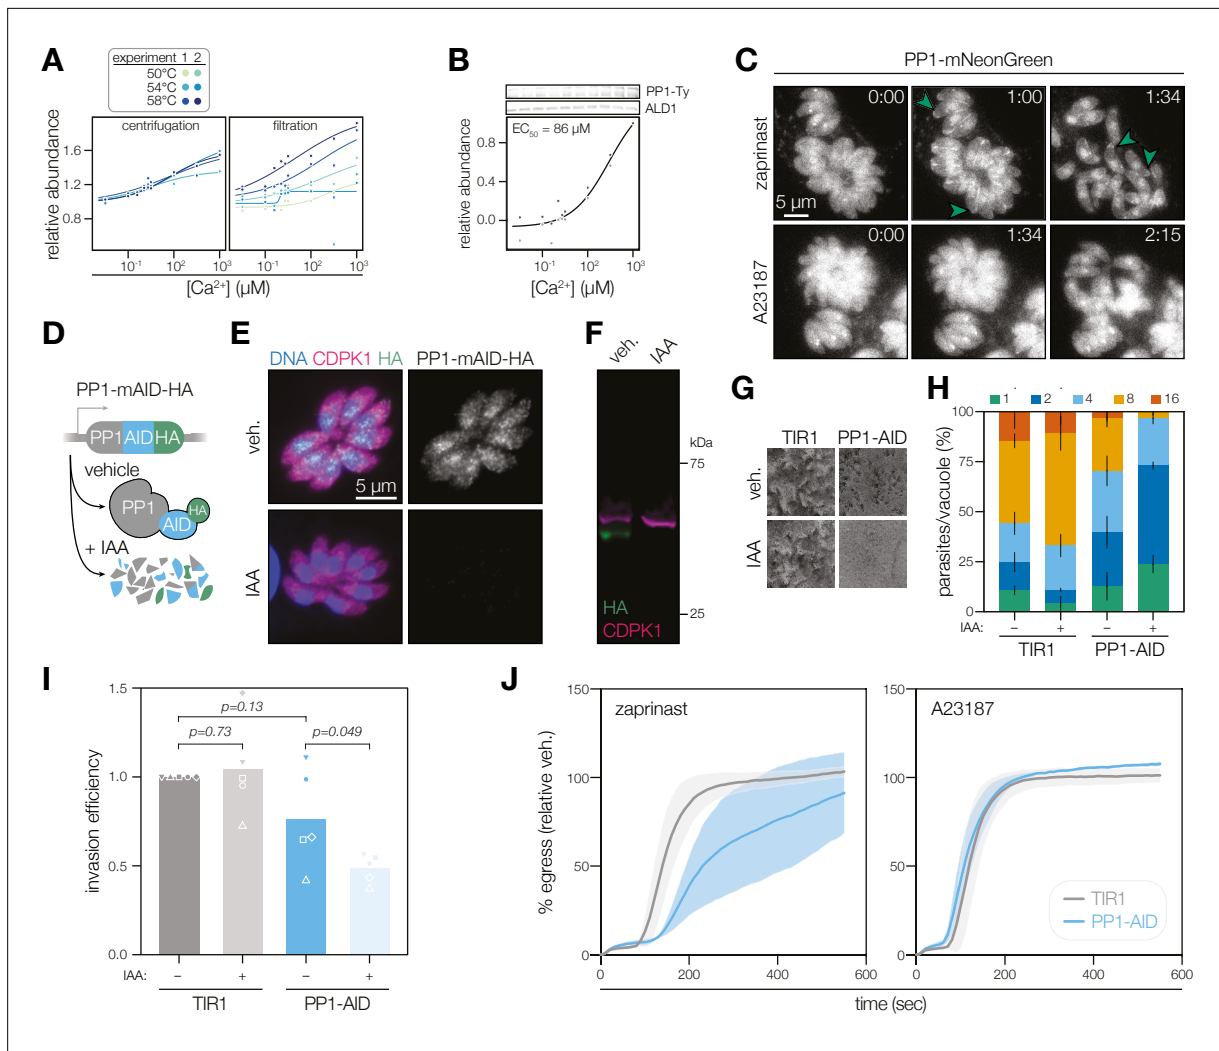 A
experiment 1 2
50°C
54°C
58°C
centrifugation
filtration
relative abundance
1.6
1.2
0.8
10⁻¹ 10² 10³ 10⁻¹ 10² 10³
[Ca²⁺] (µM)
B
PP1-Ty
ALD1
EC₅₀ = 86 µM
relative abundance
0.8
0.4
0.0
10⁻¹ 10² 10³
[Ca²⁺] (µM)
C
PP1-mNeonGreen
zaprinast
0:00
1:00
1:34
5 µm
A23187
0:00
1:34
2:15
D
PP1-mAID-HA
PP1 AID HA
vehicle
PP1
AID
HA
+ IAA
E
DNA CDPK1 HA
PP1-mAID-HA
veh.
5 µm
IAA
F
veh.
IAA
kDa
75
25
HA
CDPK1
G
TIR1
PP1-AID
veh.
IAA
H
1 2 4 8 16
parasites/vacuole (%)
100
75
50
25
0
IAA: – + – +
TIR1 PP1-AID
I
invasion efficiency
1.5
1.0
0.5
0.0
p=0.13
p=0.73
p=0.049
IAA: – + – +
TIR1 PP1-AID
J
% egress (relative veh.)
zaprinast
150
100
50
0
0 200 400 600
A23187
150
100
50
0
0 200 400 600
TIR1
PP1-AID
time (sec)